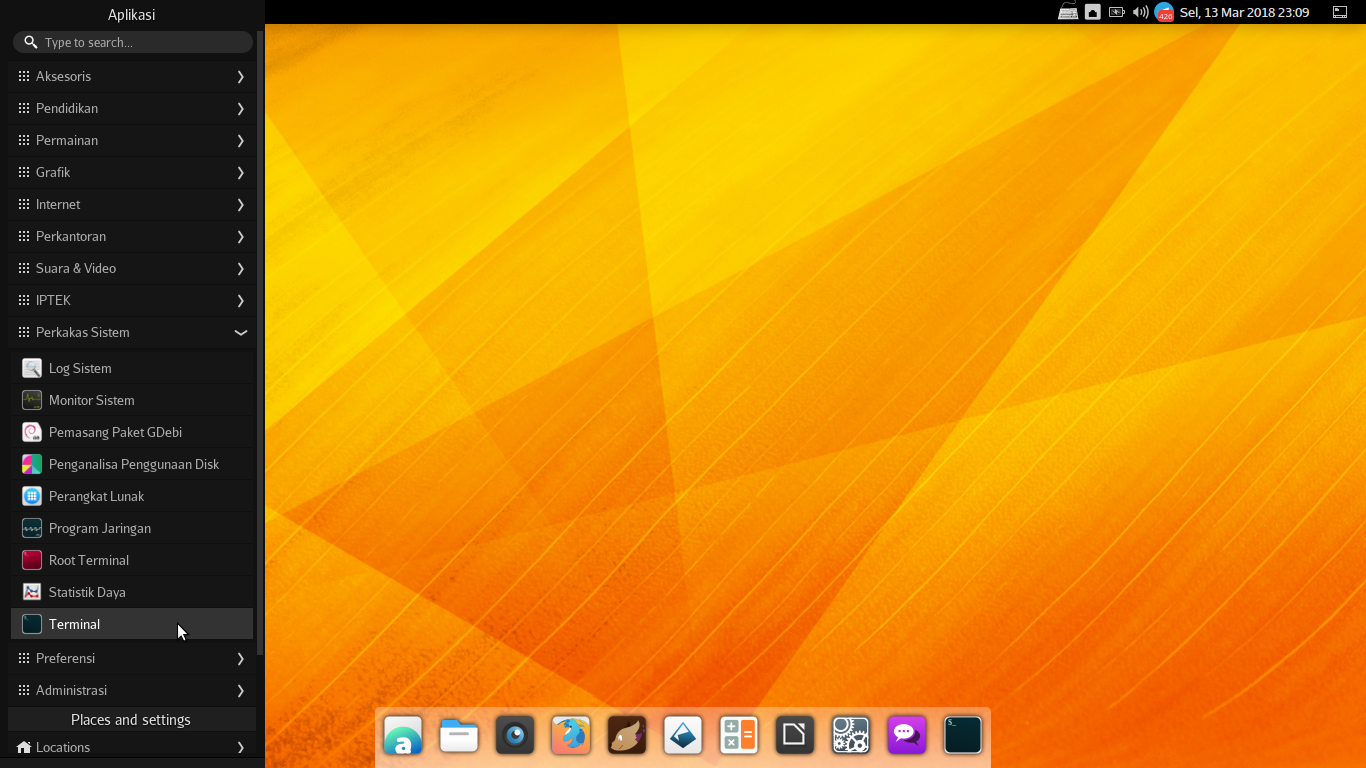 Aplikasi
Type to search...
Aksesoris
Pendidikan
Permainan
Grafik
Internet
Perkantoran
Suara & Video
IPTEK
Perkakas Sistem
Log Sistem
Monitor Sistem
Pemasang Paket GDebi
Penganalisa Penggunaan Disk
Perangkat Lunak
Program Jaringan
Root Terminal
Statistik Daya
Terminal
Preferensi
Administrasi
Places and settings
Locations
426
Sel, 13 Mar 2018 23:09
a
$_